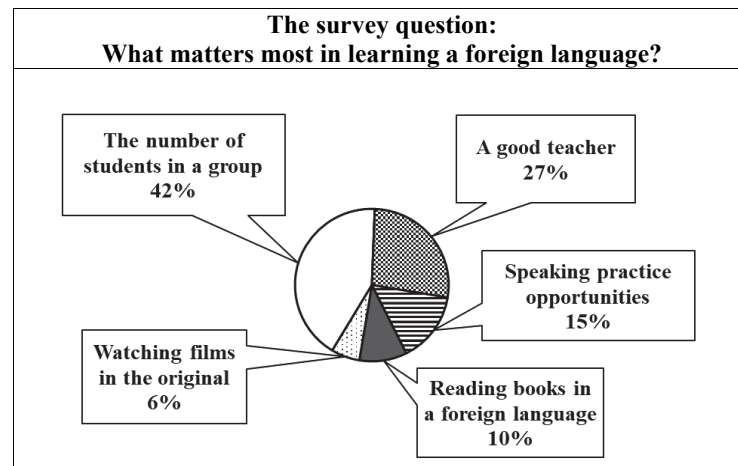 The survey question:
What matters most in learning a foreign language?
The number of
students in a group
42%
A good teacher
27%
Speaking practice
opportunities
15%
Watching films
in the original
6%
Reading books in
a foreign language
10%